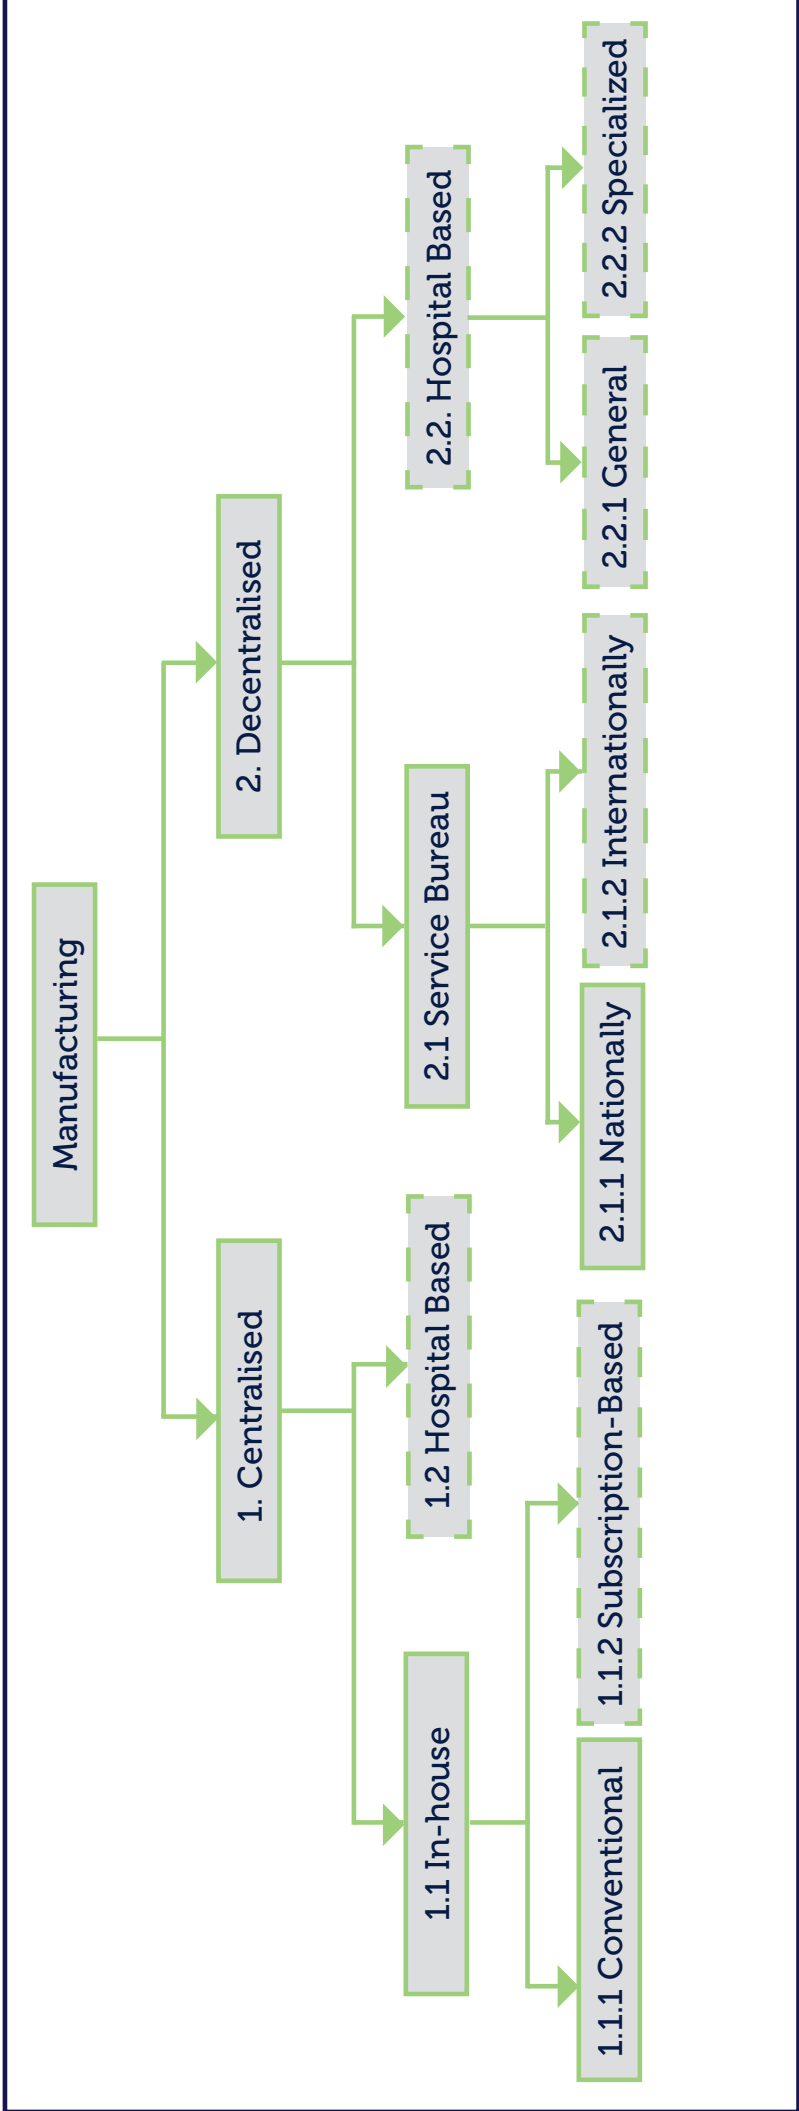 Manufacturing
1. Centralised
2. Decentralised
1.1 In-house
1.2 Hospital Based
2.1 Service Bureau
2.2. Hospital Based
1.1.1 Conventional
1.1.2 Subscription-Based
2.1.1 Nationally
2.1.2 Internationally
2.2.1 General
2.2.2 Specialized